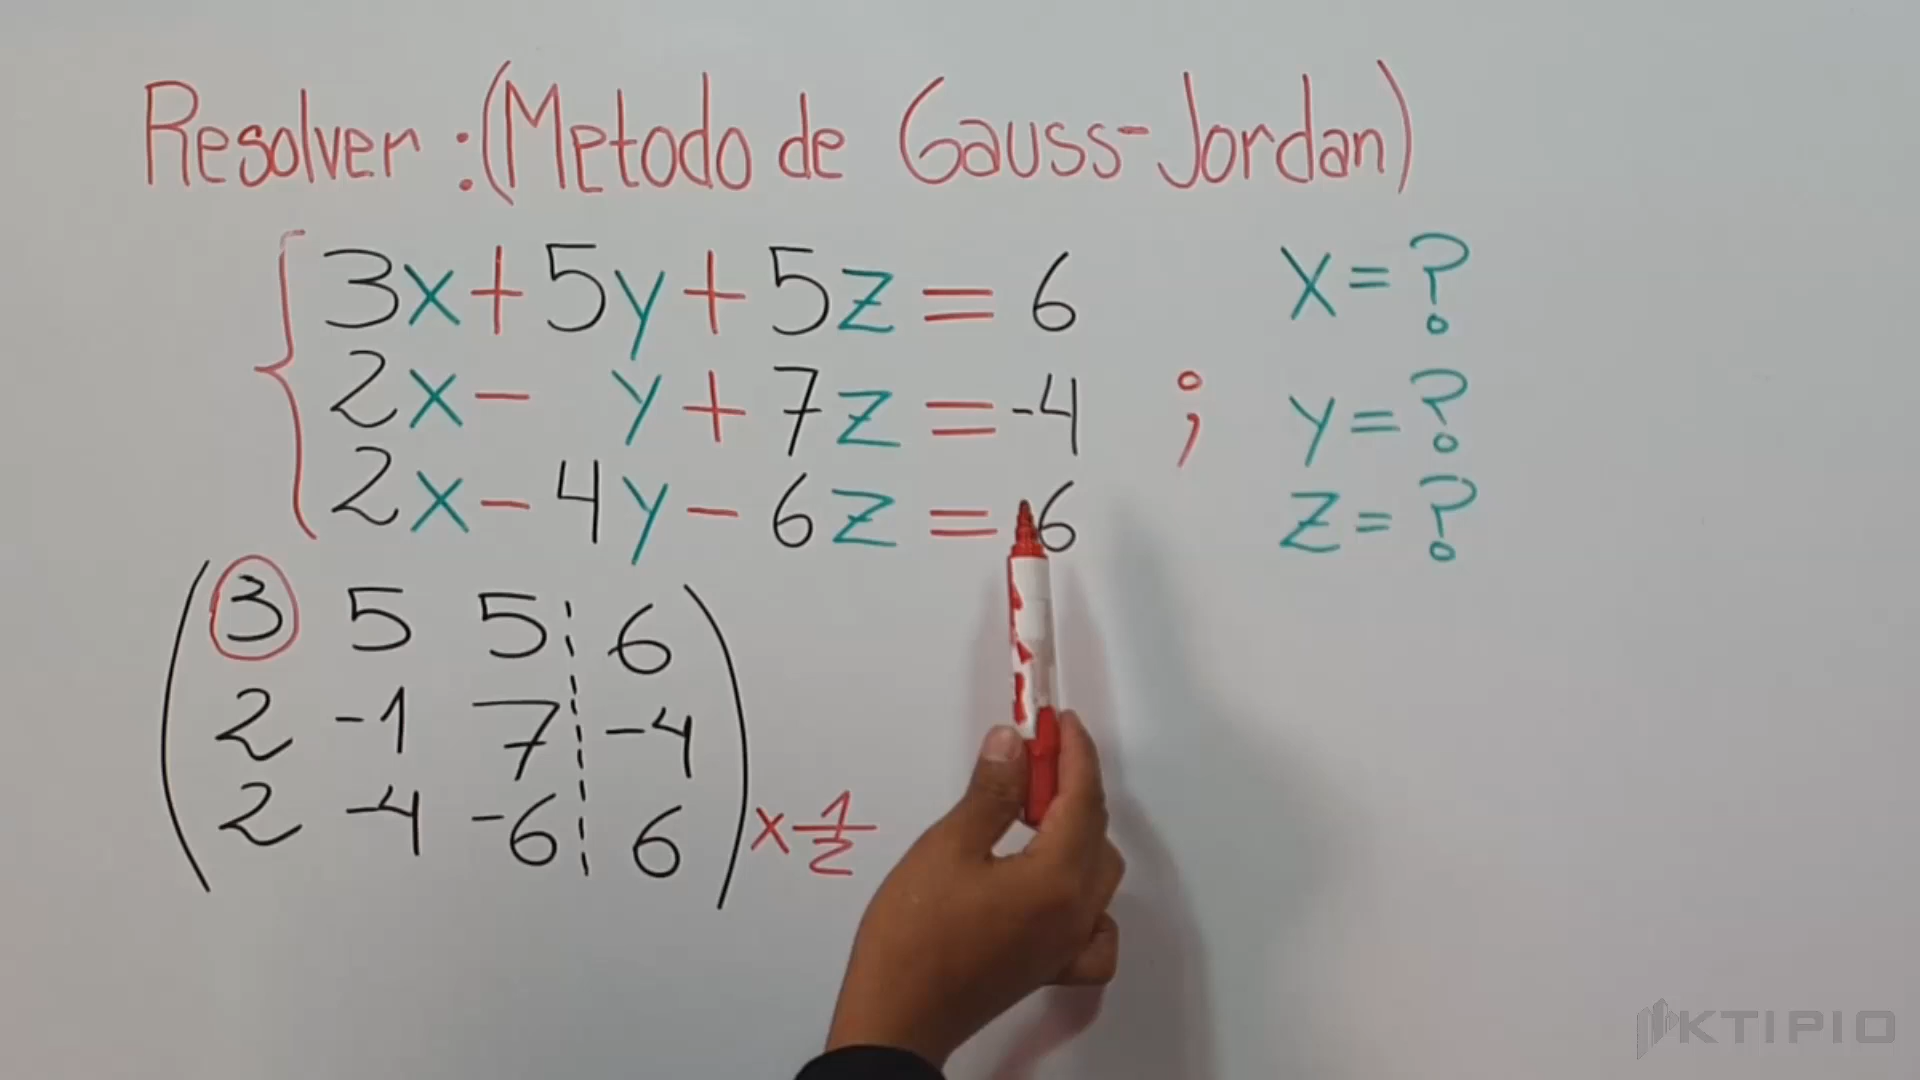 Resolver : (Metodo de Gauss-Jordan)
3x + 5y + 5z = 6 x = ?
2x - y + 7z = -4 ; y = ?
2x - 4y - 6z = 6 z = ?
3 5 5 6
2 -1 7 -4
2 -4 -6 6 x 1/2
KTIPIO